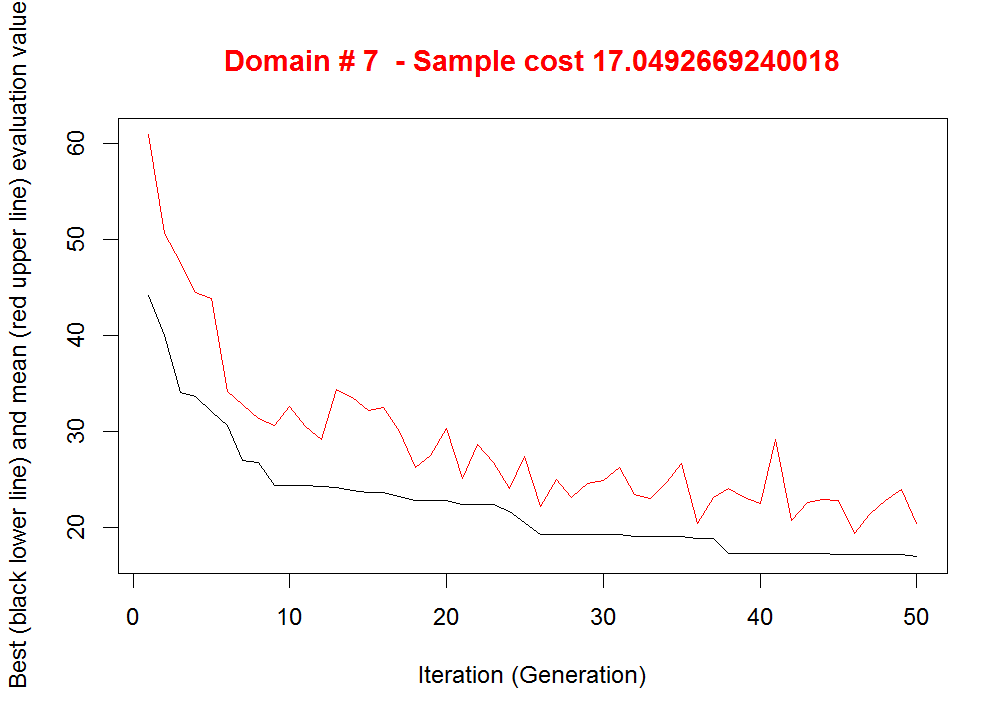 Domain # 7  - Sample cost 17.0492669240018
Best (black lower line) and mean (red upper line) evaluation value
60
50
40
30
20
0 10 20 30 40 50
Iteration (Generation)